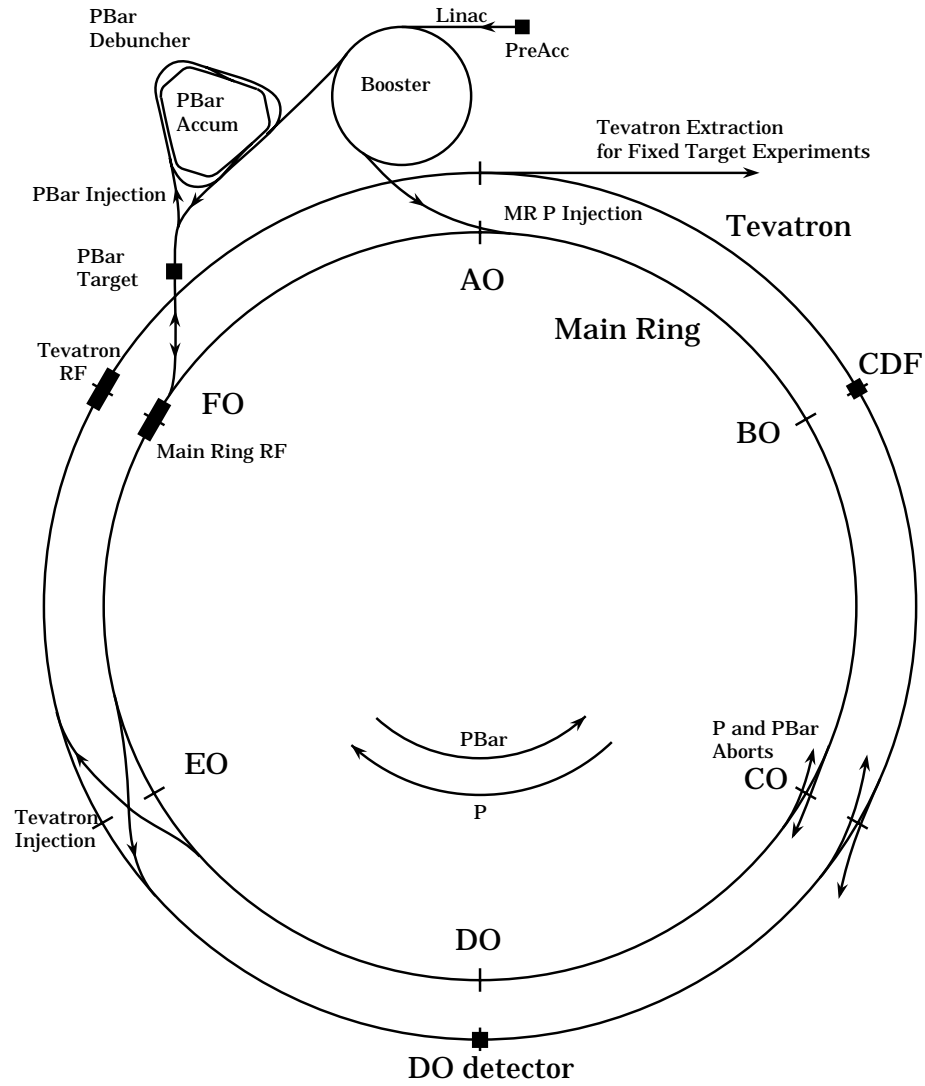 PBar
Debuncher
Linac
PreAcc
Booster
PBar
Accum
Tevatron Extraction
for Fixed Target Experiments
PBar Injection
MR P Injection
Tevatron
PBar
Target
AO
Main Ring
Tevatron
RF
CDF
FO
BO
Main Ring RF
P and PBar
Aborts
PBar
EO
CO
P
Tevatron
Injection
DO
DO detector